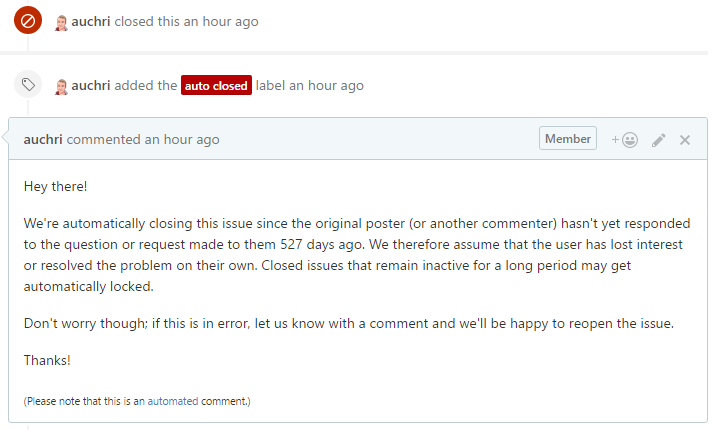 auchri closed this an hour ago
auchri added the auto closed label an hour ago
auchri commented an hour ago Member +
Hey there!
We're automatically closing this issue since the original poster (or another commenter) hasn't yet responded
to the question or request made to them 527 days ago. We therefore assume that the user has lost interest
or resolved the problem on their own. Closed issues that remain inactive for a long period may get
automatically locked.
Don't worry though; if this is in error, let us know with a comment and we'll be happy to reopen the issue.
Thanks!
(Please note that this is an automated comment.)